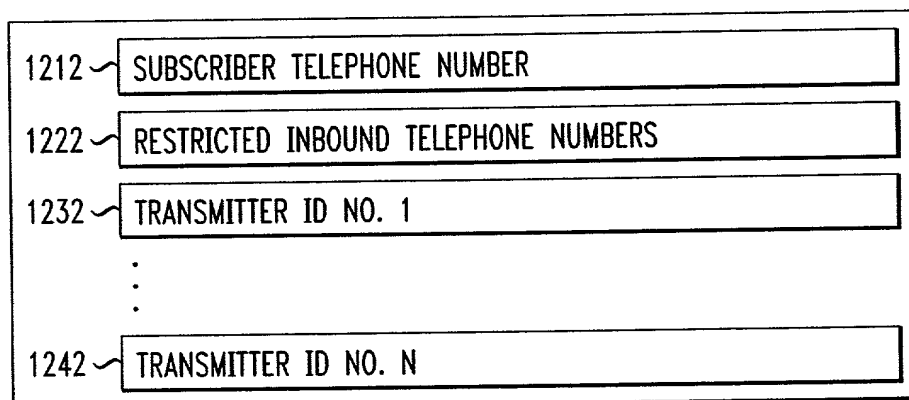 1212 SUBSCRIBER TELEPHONE NUMBER
1222 RESTRICTED INBOUND TELEPHONE NUMBERS
1232 TRANSMITTER ID NO. 1
.
.
.
1242 TRANSMITTER ID NO. N